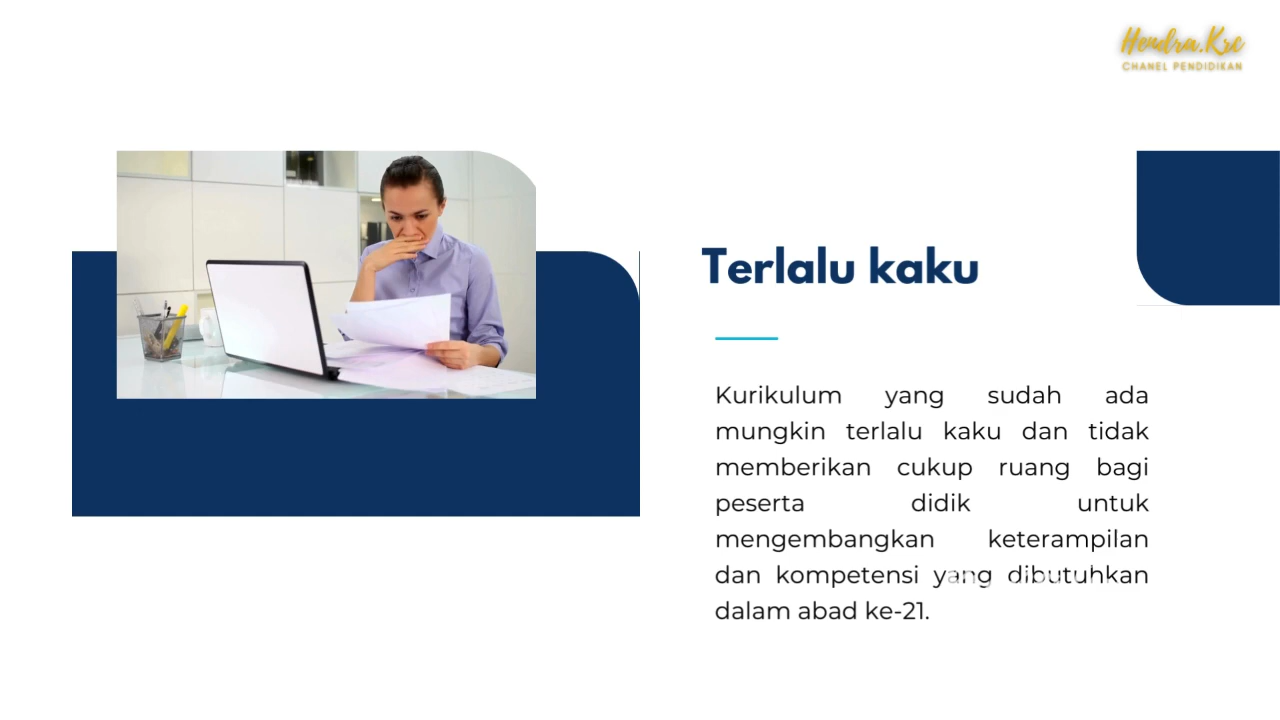 Hendra.Krc
CHANEL PENDIDIKAN
Terlalu kaku
Kurikulum yang sudah ada
mungkin terlalu kaku dan tidak
memberikan cukup ruang bagi
peserta didik untuk
mengembangkan keterampilan
dan kompetensi yang dibutuhkan
dalam abad ke-21.